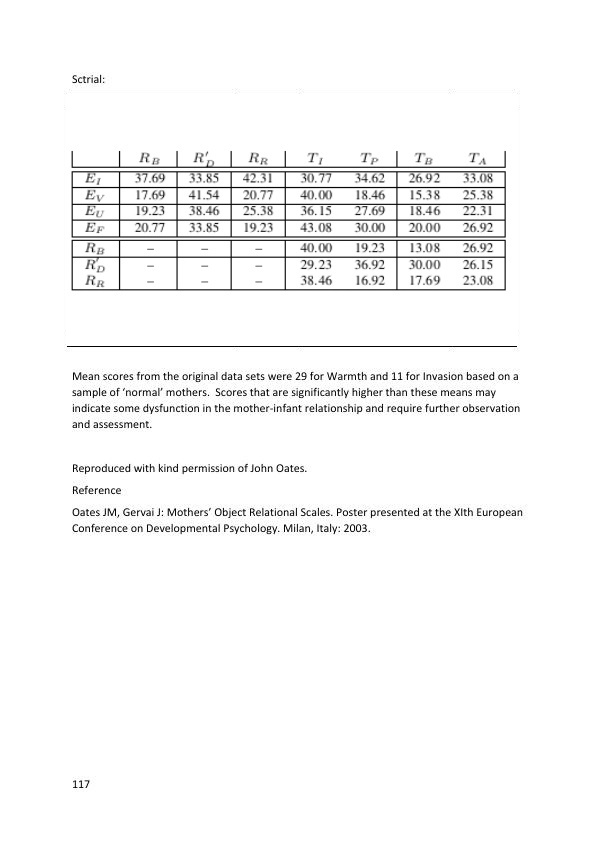 Sctrial:
R_B R'_D R_R T_I T_P T_B T_A
E_I 37.69 33.85 42.31 30.77 34.62 26.92 33.08
E_V 17.69 41.54 20.77 40.00 18.46 15.38 25.38
E_U 19.23 38.46 25.38 36.15 27.69 18.46 22.31
E_F 20.77 33.85 19.23 43.08 30.00 20.00 26.92
R_B – – – 40.00 19.23 13.08 26.92
R'_D – – – 29.23 36.92 30.00 26.15
R_R – – – 38.46 16.92 17.69 23.08
Mean scores from the original data sets were 29 for Warmth and 11 for Invasion based on a
sample of ‘normal’ mothers.  Scores that are significantly higher than these means may
indicate some dysfunction in the mother-infant relationship and require further observation
and assessment.
Reproduced with kind permission of John Oates.
Reference
Oates JM, Gervai J: Mothers’ Object Relational Scales. Poster presented at the XIth European
Conference on Developmental Psychology. Milan, Italy: 2003.
117